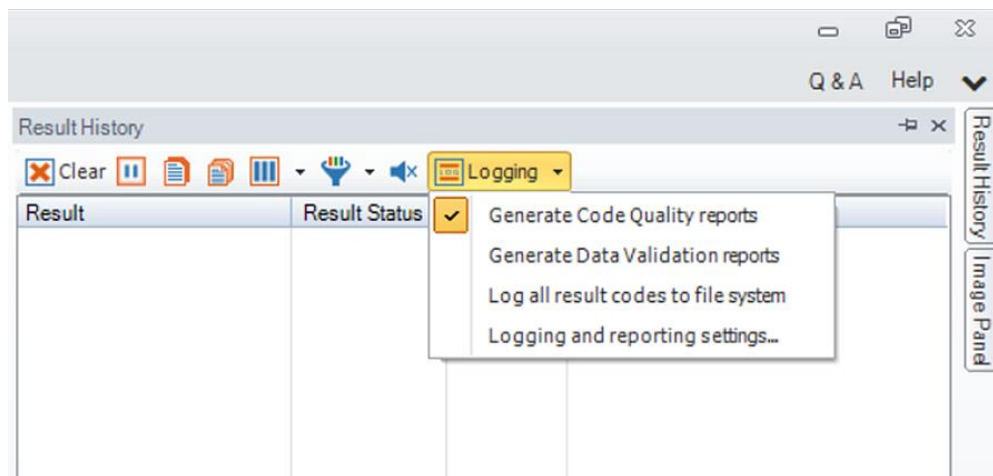 Q & A Help
Result History
Clear Logging
Result Result Status
Generate Code Quality reports
Generate Data Validation reports
Log all result codes to file system
Logging and reporting settings...
Result History
Image Panel